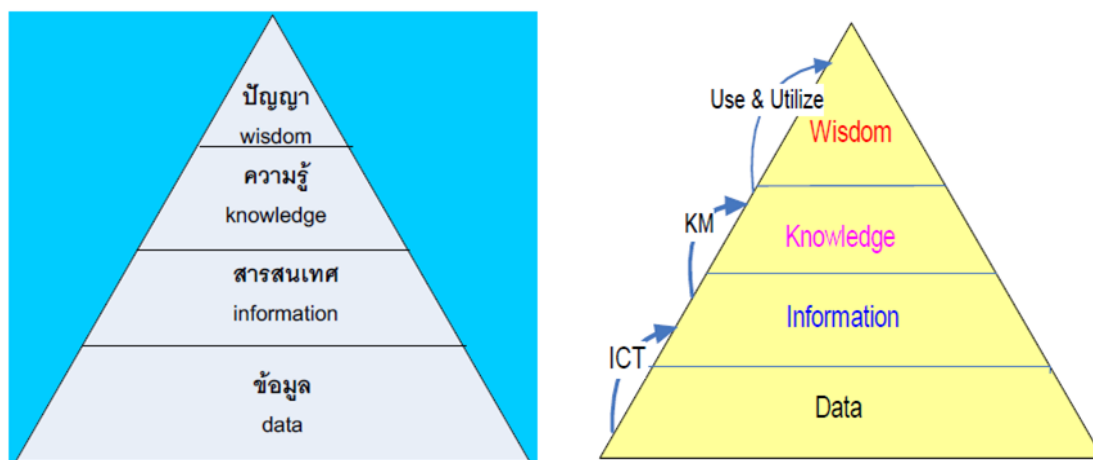 ปัญญา
wisdom
ความรู้
knowledge
สารสนเทศ
information
ข้อมูล
data
Use & Utilize
Wisdom
KM
Knowledge
Information
ICT
Data